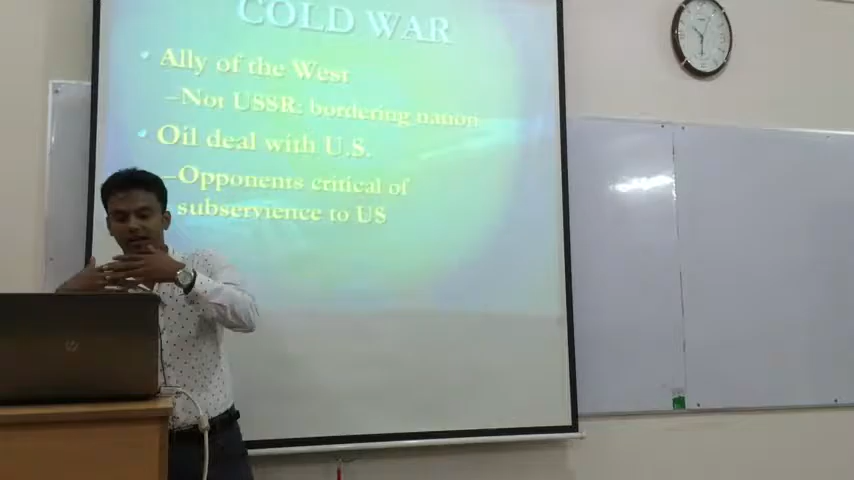 COLD WAR
• Ally of the West
–Not USSR: bordering nation
• Oil deal with U.S.
–Opponents critical of
subservience to US
hp